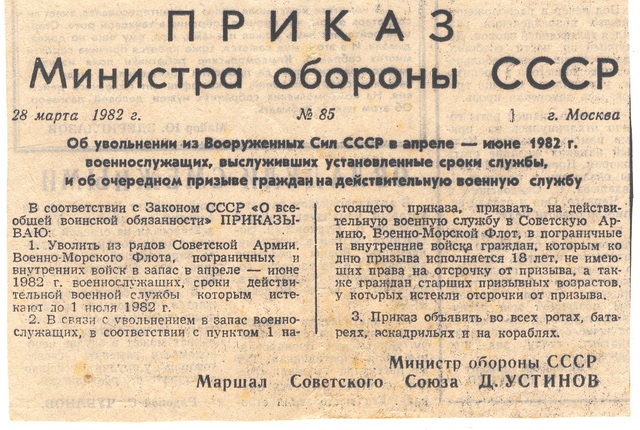 ПРИКАЗ
Министра обороны СССР
28 марта 1982 г. № 85 г. Москва
Об увольнении из Вооруженных Сил СССР в апреле — июне 1982 г.
военнослужащих, выслуживших установленные сроки службы,
и об очередном призыве граждан на действительную военную службу
В соответствии с Законом СССР «О все-
общей воинской обязанности» ПРИКАЗЫ-
ВАЮ:
1. Уволить из рядов Советской Армии,
Военно-Морского Флота, пограничных и
внутренних войск в запас в апреле — июне
1982 г. военнослужащих, сроки действи-
тельной военной службы которым исте-
кают до 1 июля 1982 г.
2. В связи с увольнением в запас военно-
служащих, в соответствии с пунктом 1 на-
стоящего приказа, призвать на действи-
тельную военную службу в Советскую Ар-
мию, Военно-Морской Флот, в пограничные
и внутренние войска граждан, которым ко
дню призыва исполняется 18 лет, не имею-
щих права на отсрочку от призыва, а так-
же граждан старших призывных возрастов,
у которых истекли отсрочки от призыва.
3. Приказ объявить во всех ротах, бата-
реях, эскадрильях и на кораблях.
Министр обороны СССР
Маршал Советского Союза Д. УСТИНОВ